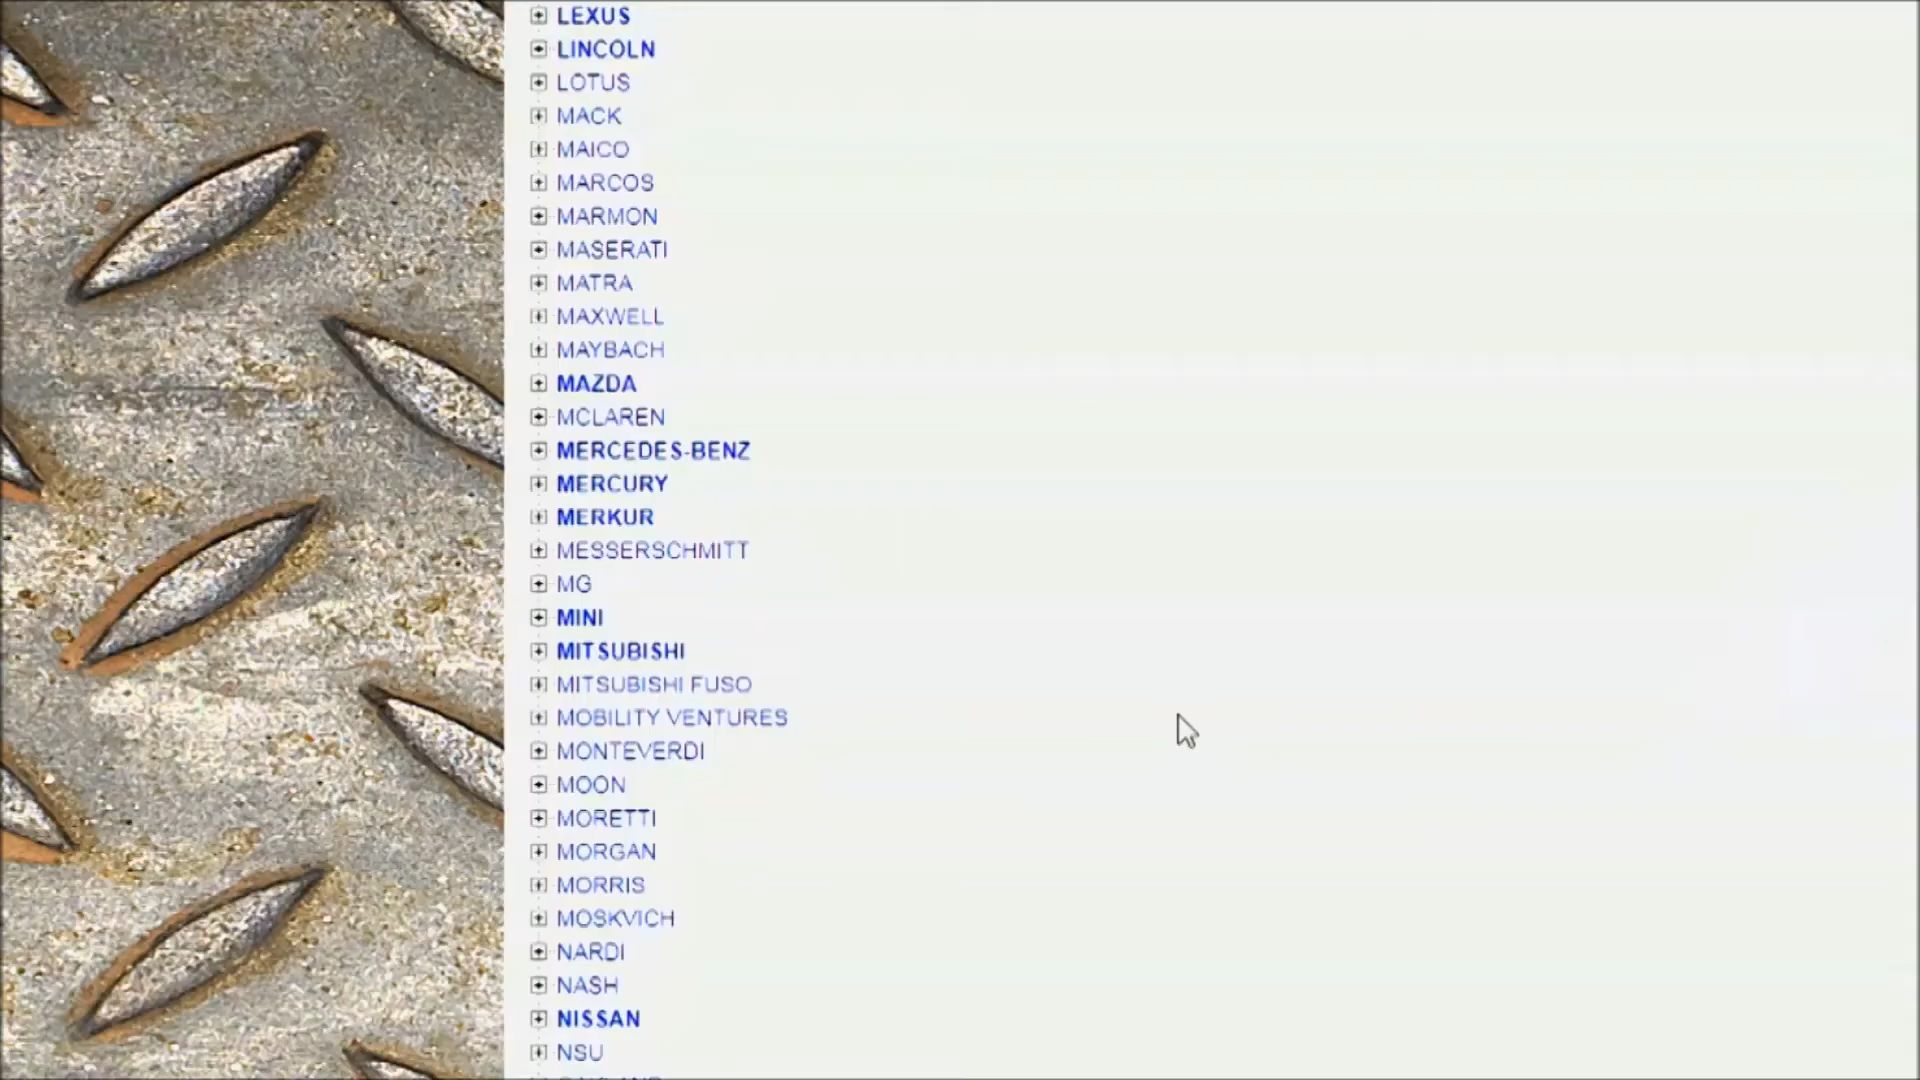 LEXUS
LINCOLN
LOTUS
MACK
MAICO
MARCOS
MARMON
MASERATI
MATRA
MAXWELL
MAYBACH
MAZDA
MCLAREN
MERCEDES-BENZ
MERCURY
MERKUR
MESSERSCHMITT
MG
MINI
MITSUBISHI
MITSUBISHI FUSO
MOBILITY VENTURES
MONTEVERDI
MOON
MORETTI
MORGAN
MORRIS
MOSKVICH
NARDI
NASH
NISSAN
NSU